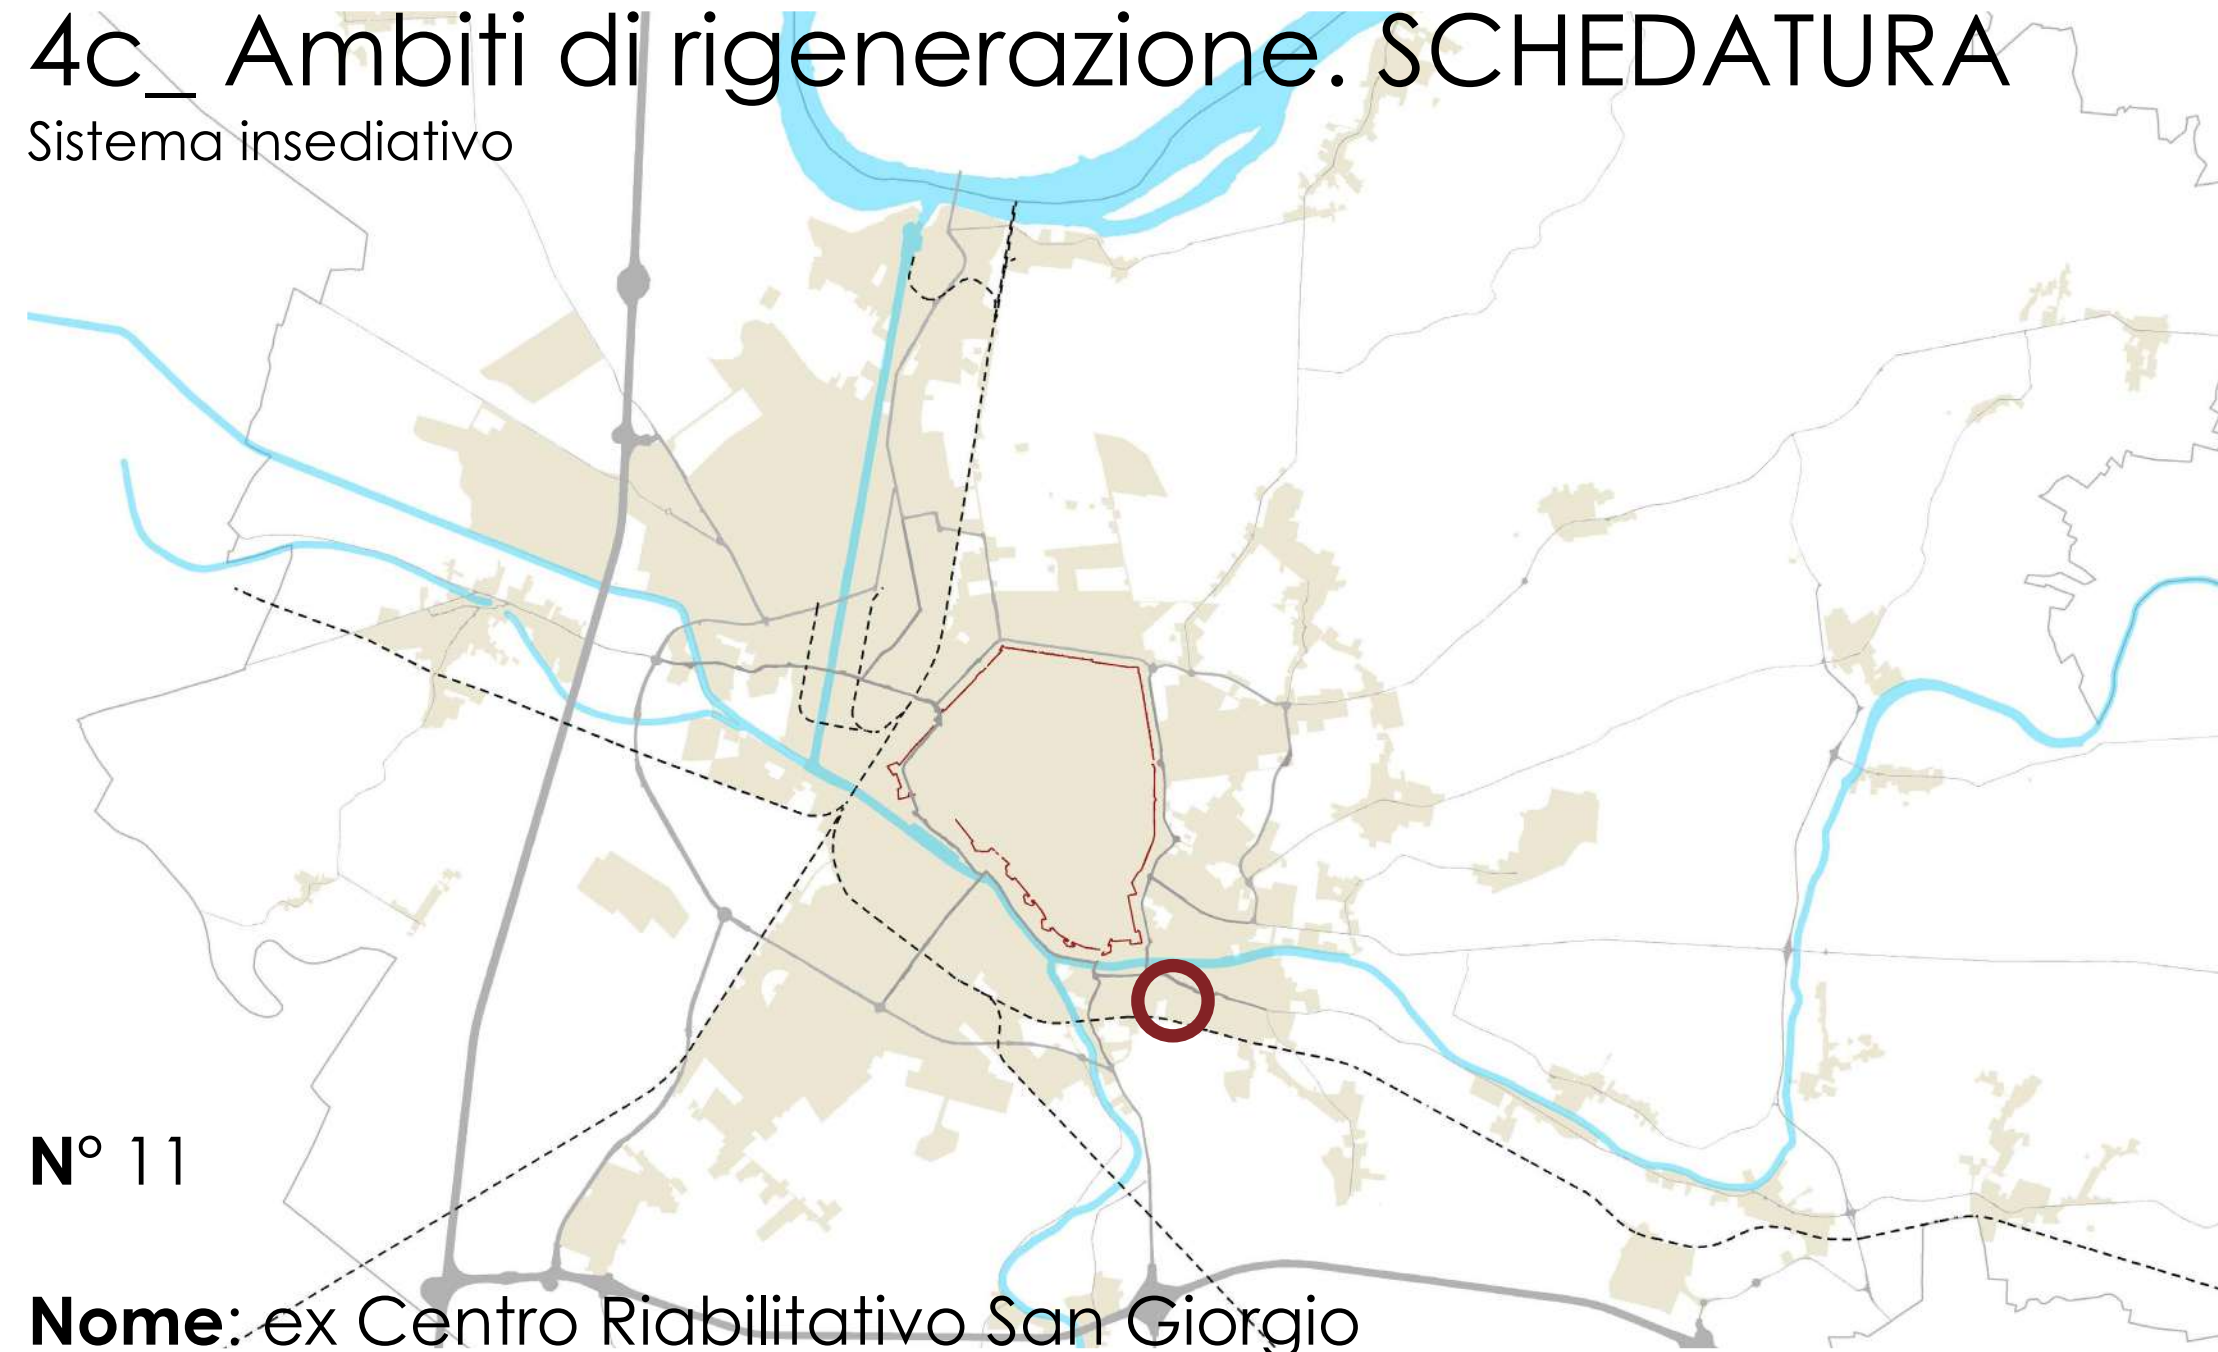 4c_ Ambiti di rigenerazione. SCHEDATURA
Sistema insediativo
N° 11
Nome: ex Centro Riabilitativo San Giorgio